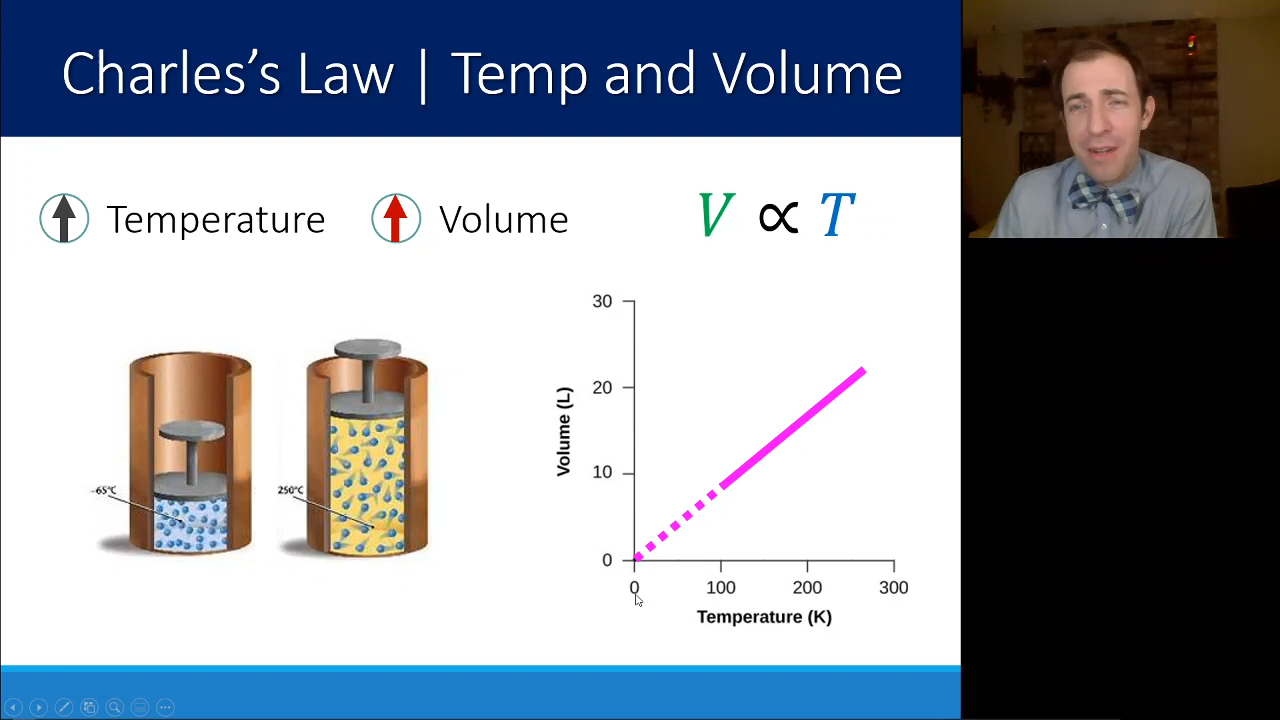 Charles's Law | Temp and Volume
Temperature
Volume
V ∝ T
-65°C
250°C
30
20
10
0
Volume (L)
0 100 200 300
Temperature (K)